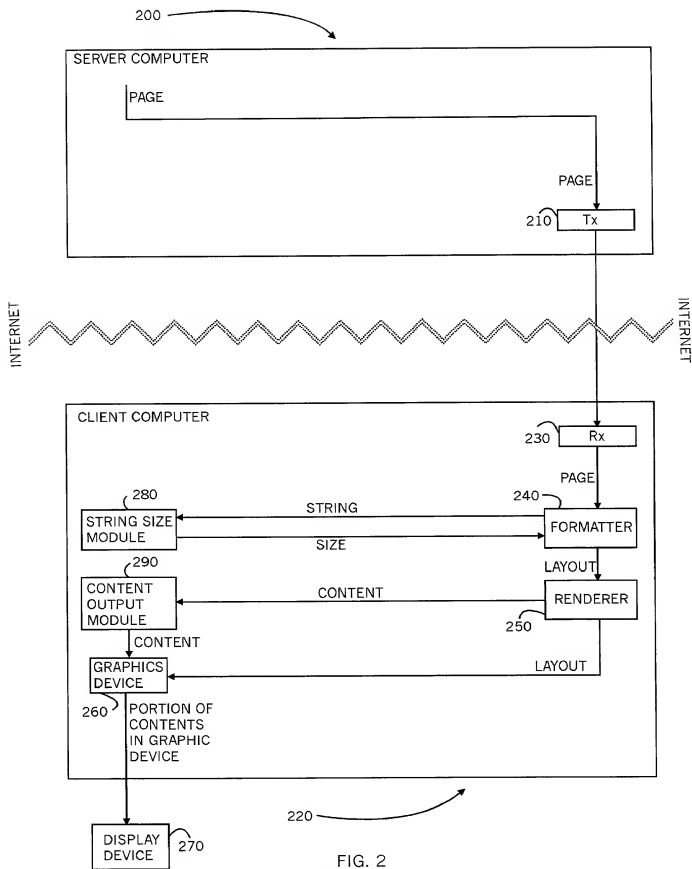 200
SERVER COMPUTER
PAGE
PAGE
210
Tx
INTERNET
INTERNET
CLIENT COMPUTER
230
Rx
PAGE
280
240
STRING
STRING SIZE
MODULE
FORMATTER
SIZE
290
LAYOUT
CONTENT
OUTPUT
MODULE
CONTENT
RENDERER
250
CONTENT
GRAPHICS
DEVICE
LAYOUT
260
PORTION OF
CONTENTS
IN GRAPHIC
DEVICE
220
DISPLAY
DEVICE
270
FIG. 2